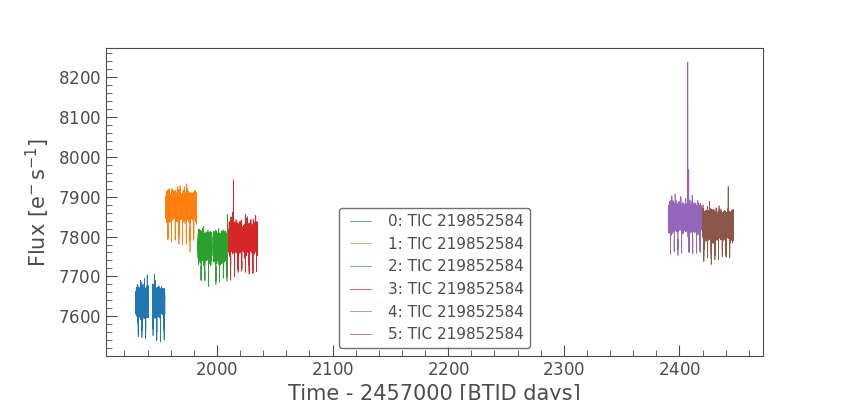 8200
8100
8000
7900
7800
7700
7600
Flux [e⁻ s⁻¹]
0: TIC 219852584
1: TIC 219852584
2: TIC 219852584
3: TIC 219852584
4: TIC 219852584
5: TIC 219852584
2000 2100 2200 2300 2400
Time - 2457000 [BTJD days]